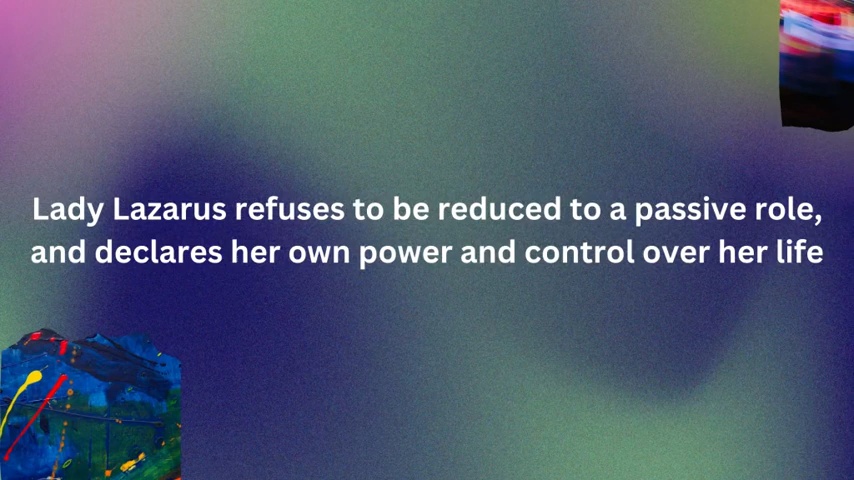 Lady Lazarus refuses to be reduced to a passive role,
and declares her own power and control over her life